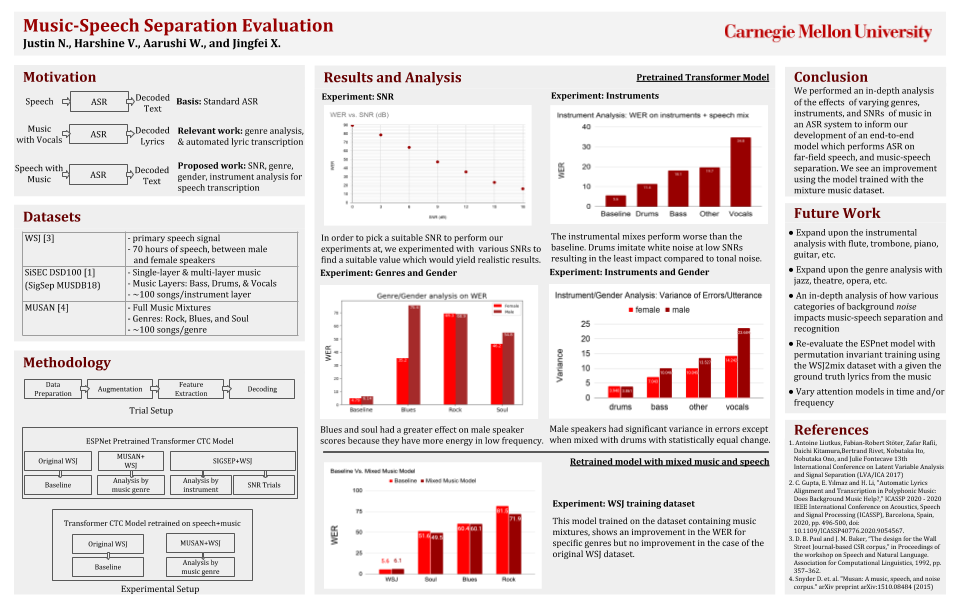 Music-Speech Separation Evaluation
Justin N., Harshine V., Aarushi W., and Jingfei X.
Carnegie Mellon University
Motivation
Speech
ASR
Decoded
Text
Basis: Standard ASR
Music
with Vocals
ASR
Decoded
Lyrics
Relevant work: genre analysis,
& automated lyric transcription
Speech with
Music
ASR
Decoded
Text
Proposed work: SNR, genre,
gender, instrument analysis for
speech transcription
Datasets
WSJ [3]
- primary speech signal
- 70 hours of speech, between male
and female speakers
SiSEC DSD100 [1]
(SigSep MUSDB18)
- Single-layer & multi-layer music
- Music Layers: Bass, Drums, & Vocals
- ~100 songs/instrument layer
MUSAN [4]
- Full Music Mixtures
- Genres: Rock, Blues, and Soul
- ~100 songs/genre
Methodology
Data
Preparation
Augmentation
Feature
Extraction
Decoding
Trial Setup
ESPNet Pretrained Transformer CTC Model
Original WSJ
MUSAN+
WSJ
SIGSEP+WSJ
Baseline
Analysis by
music genre
Analysis by
instrument
SNR Trials
Transformer CTC Model retrained on speech+music
Original WSJ
MUSAN+WSJ
Baseline
Analysis by
music genre
Experimental Setup
Results and Analysis
Pretrained Transformer Model
Experiment: SNR
WER vs. SNR (dB)
WER
SNR (dB)
In order to pick a suitable SNR to perform our
experiments at, we experimented with various SNRs to
find a suitable value which would yield realistic results.
Experiment: Instruments
Instrument Analysis: WER on instruments + speech mix
40
30
20
10
0
WER
Baseline Drums Bass Other Vocals
The instrumental mixes perform worse than the
baseline. Drums imitate white noise at low SNRs
resulting in the least impact compared to tonal noise.
Experiment: Genres and Gender
Genre/Gender analysis on WER
Female
Male
WER
Baseline Blues Rock Soul
Blues and soul had a greater effect on male speaker
scores because they have more energy in low frequency.
Experiment: Instruments and Gender
Instrument/Gender Analysis: Variance of Errors/Utterance
female male
25
20
15
10
5
0
Variance
drums bass other vocals
Male speakers had significant variance in errors except
when mixed with drums with statistically equal change.
Retrained model with mixed music and speech
Baseline Vs. Mixed Music Model
Baseline Mixed Music Model
100
75
50
25
0
WER
5.6 6.1
51.6 49.5
60.4 60.1
81.8 71.9
WSJ Soul Blues Rock
Experiment: WSJ training dataset
This model trained on the dataset containing music
mixtures, shows an improvement in the WER for
specific genres but no improvement in the case of the
original WSJ dataset.
Conclusion
We performed an in-depth analysis
of the effects of varying genres,
instruments, and SNRs of music in
an ASR system to inform our
development of an end-to-end
model which performs ASR on
far-field speech, and music-speech
separation. We see an improvement
using the model trained with the
mixture music dataset.
Future Work
● Expand upon the instrumental
analysis with flute, trombone, piano,
guitar, etc.
● Expand upon the genre analysis with
jazz, theatre, opera, etc.
● An in-depth analysis of how various
categories of background noise
impacts music-speech separation and
recognition
● Re-evaluate the ESPnet model with
permutation invariant training using
the WSJ2mix dataset with a given the
ground truth lyrics from the music
● Vary attention models in time and/or
frequency
References
1. Antoine Liutkus, Fabian-Robert Stöter, Zafar Rafii,
Daichi Kitamura,Bertrand Rivet, Nobutaka Ito,
Nobutaka Ono, and Julie Fontecave 13th
International Conference on Latent Variable Analysis
and Signal Separation (LVA/ICA 2017)
2. C. Gupta, E. Yılmaz and H. Li, "Automatic Lyrics
Alignment and Transcription in Polyphonic Music:
Does Background Music Help?," ICASSP 2020 - 2020
IEEE International Conference on Acoustics, Speech
and Signal Processing (ICASSP), Barcelona, Spain,
2020, pp. 496-500, doi:
10.1109/ICASSP40776.2020.9054567.
3. D. B. Paul and J. M. Baker, "The design for the Wall
Street Journal-based CSR corpus," in Proceedings of
the workshop on Speech and Natural Language.
Association for Computational Linguistics, 1992, pp.
357–362.
4. Snyder D. et. al. "Musan: A music, speech, and noise
corpus." arXiv preprint arXiv:1510.08484 (2015)